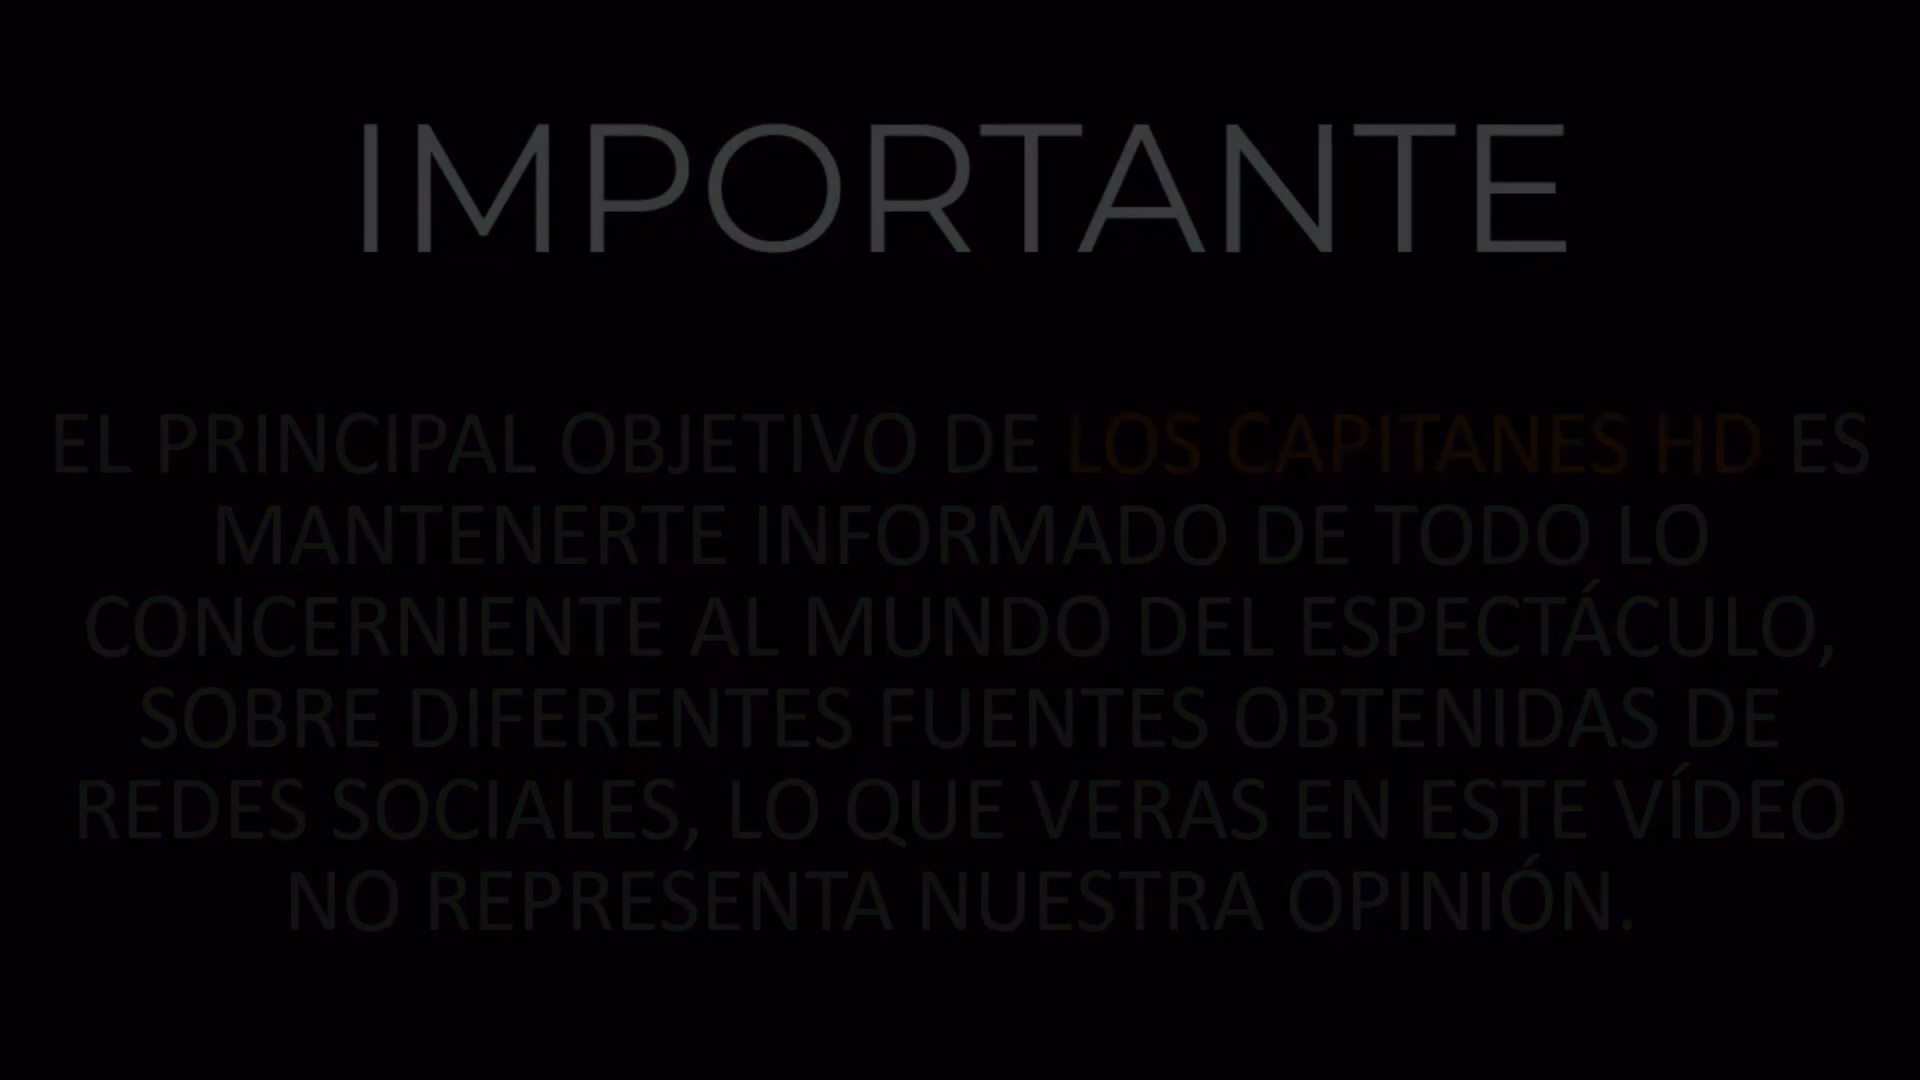 IMPORTANTE
EL PRINCIPAL OBJETIVO DE LOS CAPITANES HD ES
MANTENERTE INFORMADO DE TODO LO
CONCERNIENTE AL MUNDO DEL ESPECTÁCULO,
SOBRE DIFERENTES FUENTES OBTENIDAS DE
REDES SOCIALES, LO QUE VERAS EN ESTE VÍDEO
NO REPRESENTA NUESTRA OPINIÓN.